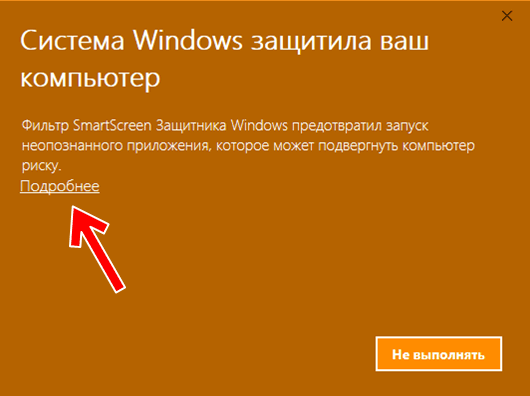 Система Windows защитила ваш
компьютер
Фильтр SmartScreen Защитника Windows предотвратил запуск
неопознанного приложения, которое может подвергнуть компьютер
риску.
Подробнее
Не выполнять